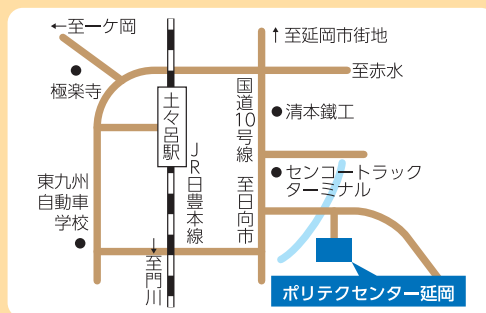 ←至一ケ岡
↑至延岡市街地
至赤水
極楽寺
土々呂駅
国道10号線 至日向市
清本鐵工
JR日豊本線
センコートラック
ターミナル
東九州
自動車
学校
↓至門川
ポリテクセンター延岡